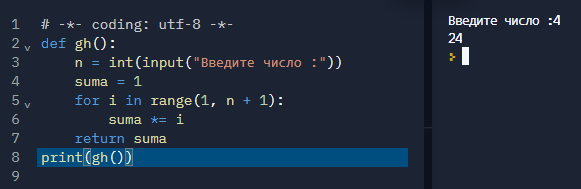 1 # -*- coding: utf-8 -*-
2 def gh():
3     n = int(input("Введите число :"))
4     suma = 1
5     for i in range(1, n + 1):
6         suma *= i
7     return suma
8 print(gh())
9
Введите число :4
24